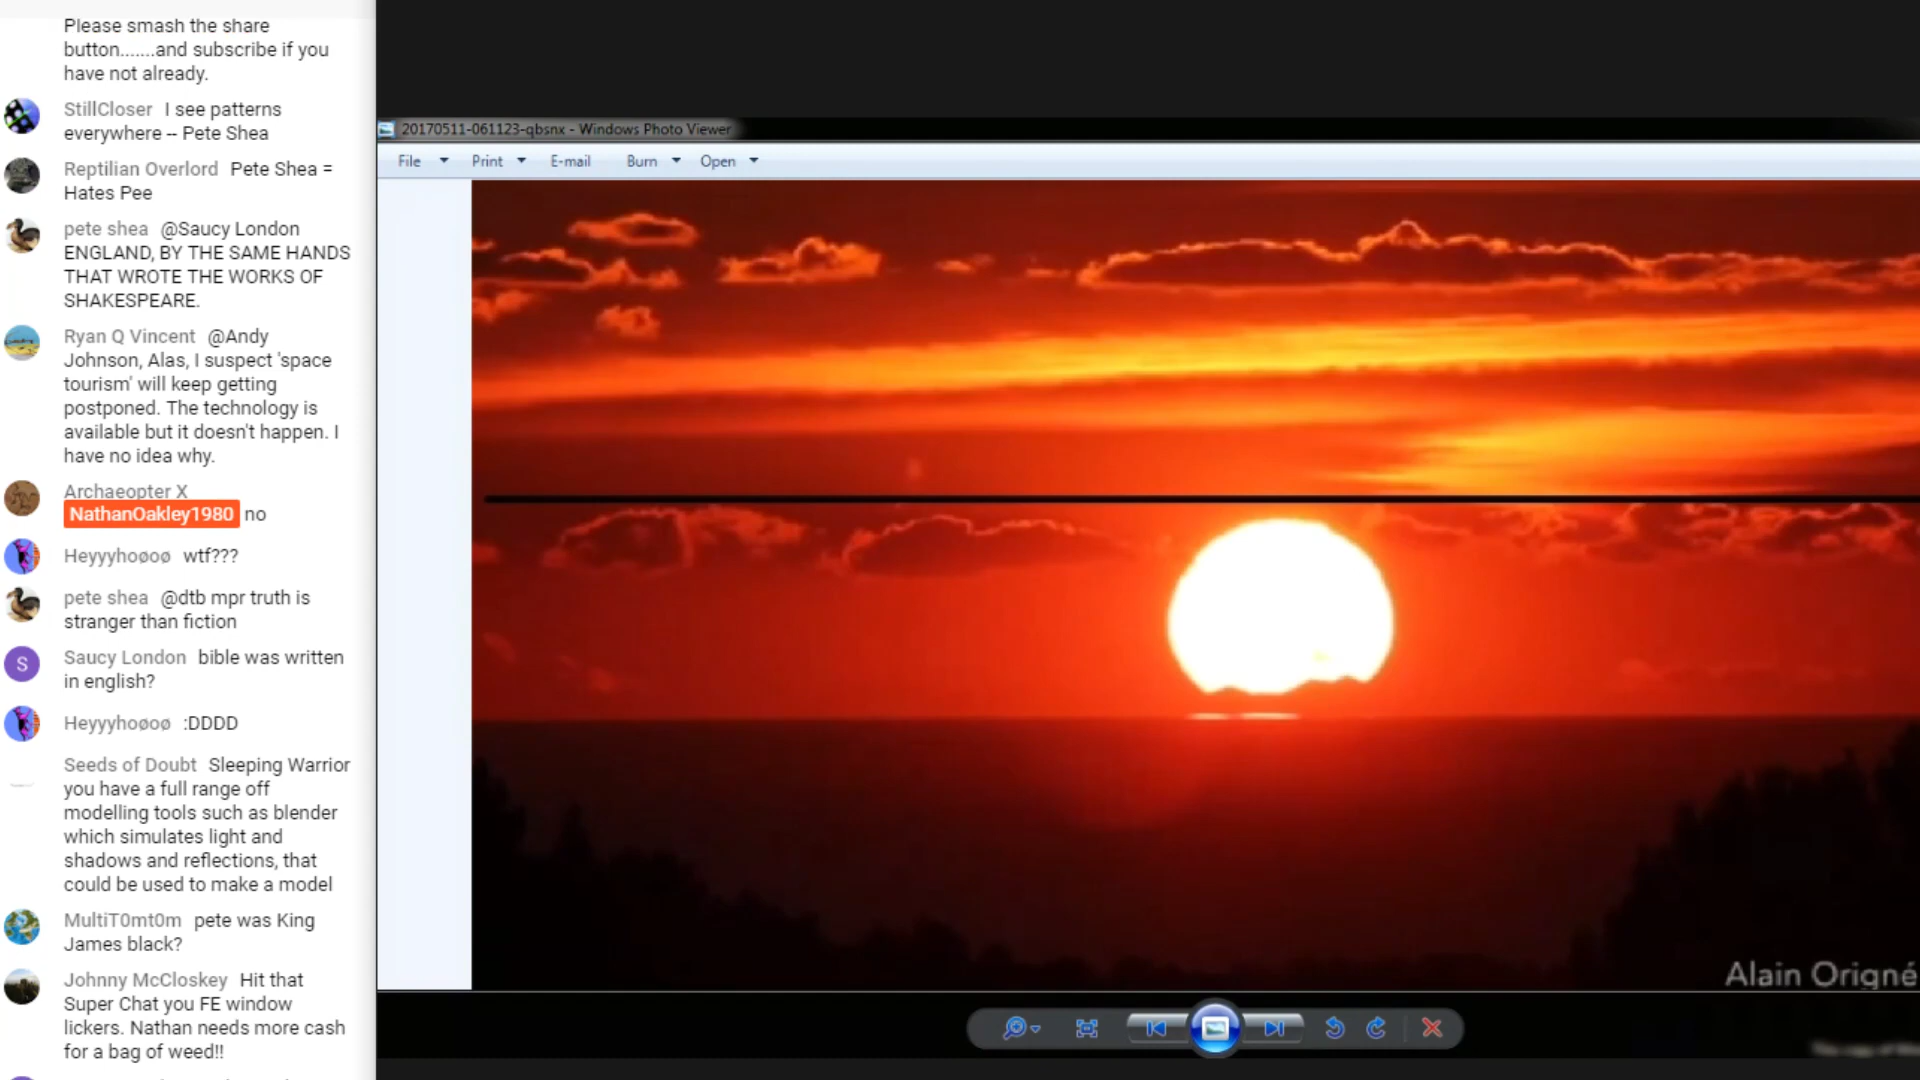 Please smash the share
button.......and subscribe if you
have not already.
StillCloser I see patterns
everywhere -- Pete Shea
Reptilian Overlord Pete Shea =
Hates Pee
pete shea @Saucy London
ENGLAND, BY THE SAME HANDS
THAT WROTE THE WORKS OF
SHAKESPEARE.
Ryan Q Vincent @Andy
Johnson, Alas, I suspect 'space
tourism' will keep getting
postponed. The technology is
available but it doesn't happen. I
have no idea why.
Archaeopter X
NathanOakley1980 no
Heyyyhoøoø wtf???
pete shea @dtb mpr truth is
stranger than fiction
S
Saucy London bible was written
in english?
Heyyyhoøoø :DDDD
Seeds of Doubt Sleeping Warrior
you have a full range off
modelling tools such as blender
which simulates light and
shadows and reflections, that
could be used to make a model
MultiT0mt0m pete was King
James black?
Johnny McCloskey Hit that
Super Chat you FE window
lickers. Nathan needs more cash
for a bag of weed!!
20170511-061123-qbsnx - Windows Photo Viewer
File Print E-mail Burn Open
Alain Origné